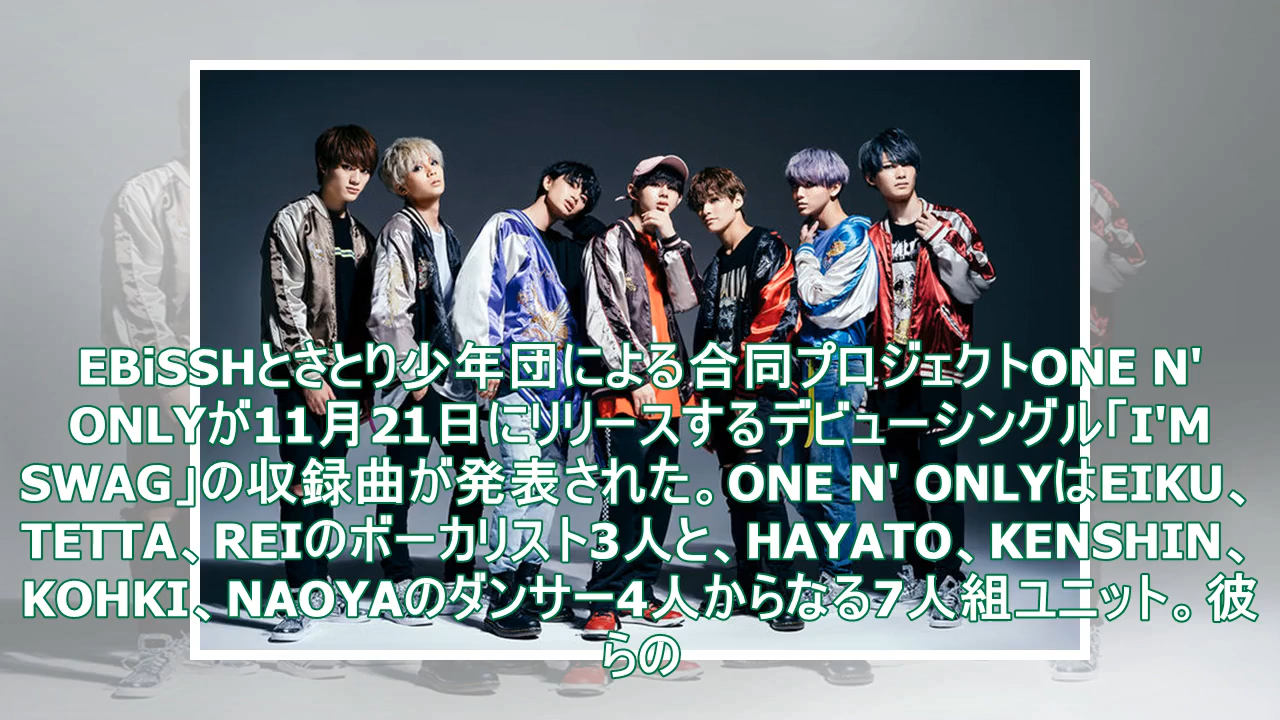 EBiSSHとさとり少年団による合同プロジェクトONE N'
ONLYが11月21日にリリースするデビューシングル「I'M
SWAG」の収録曲が発表された。ONE N' ONLYはEIKU、
TETTA、REIのボーカリスト3人と、HAYATO、KENSHIN、
KOHKI、NAOYAのダンサー4人からなる7人組ユニット。彼
らの